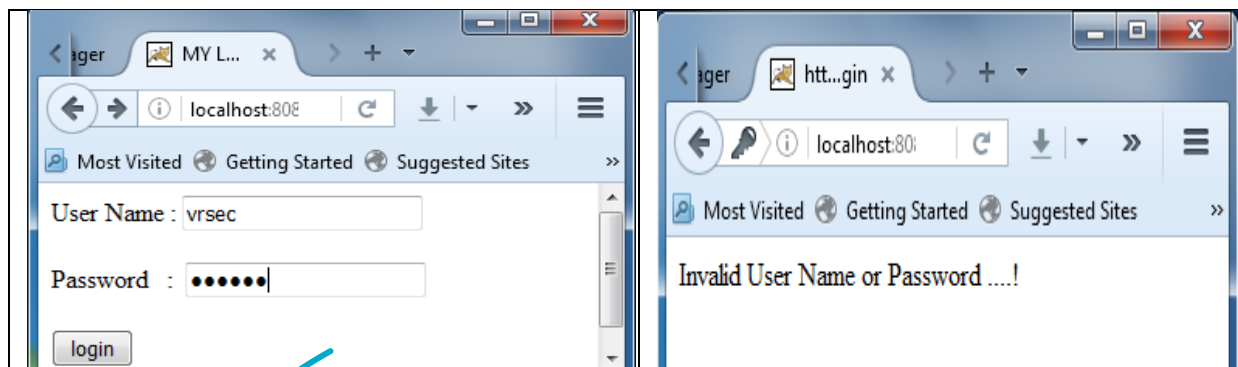 ager MY L...
localhost:808
Most Visited Getting Started Suggested Sites
User Name : vrsec
Password : ●●●●●●
login
ager htt...gin
localhost:80
Most Visited Getting Started Suggested Sites
Invalid User Name or Password ....!